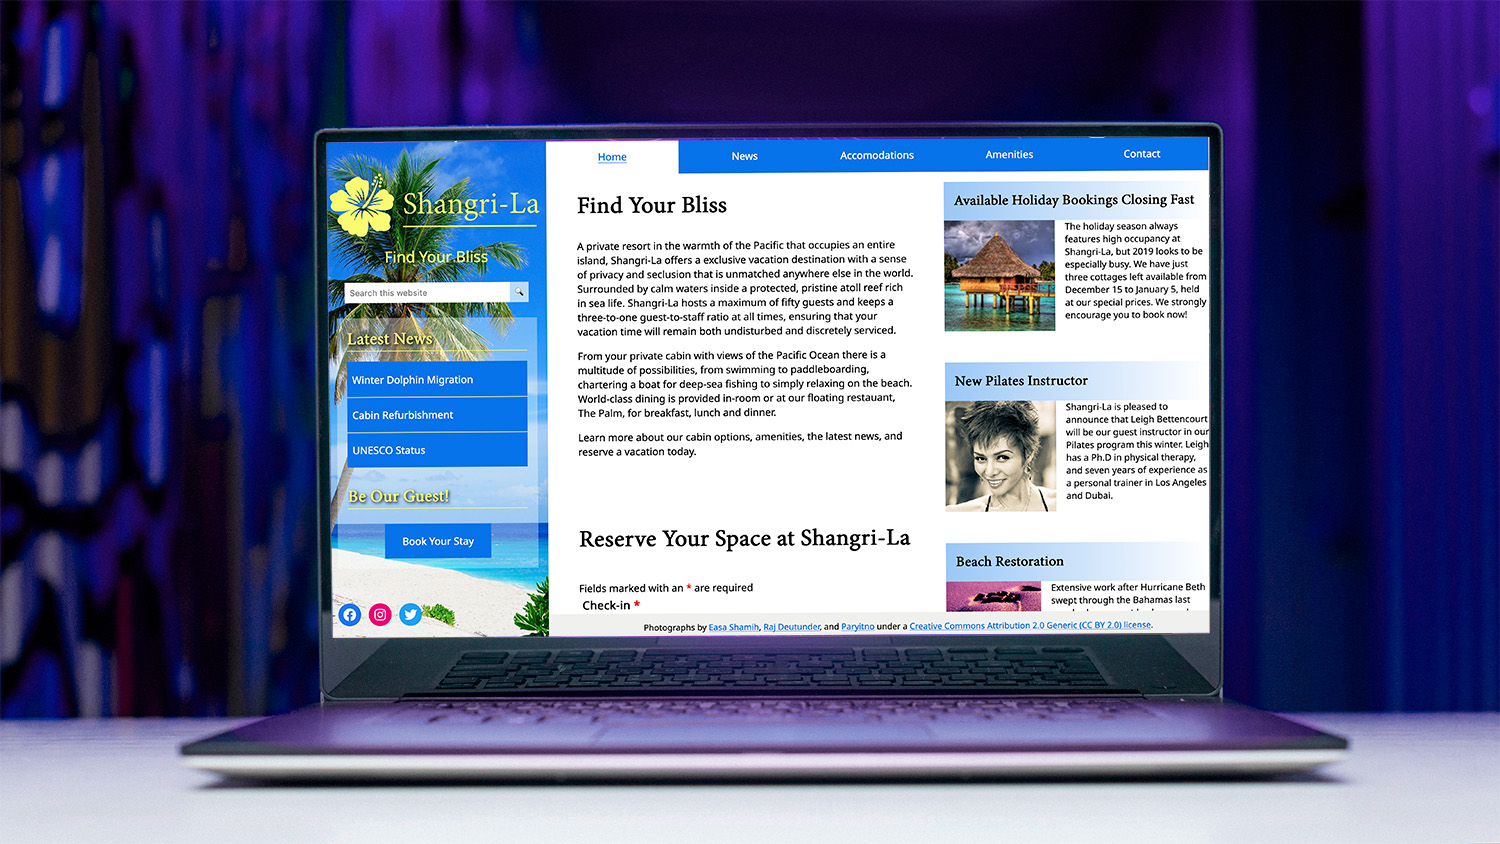 Home
News
Accomodations
Amenities
Contact
Shangri-La
Find Your Bliss
Search this website
Latest News
Winter Dolphin Migration
Cabin Refurbishment
UNESCO Status
Be Our Guest!
Book Your Stay
Find Your Bliss
A private resort in the warmth of the Pacific that occupies an entire
island, Shangri-La offers a exclusive vacation destination with a sense
of privacy and seclusion that is unmatched anywhere else in the world.
Surrounded by calm waters inside a protected, pristine atoll reef rich
in sea life. Shangri-La hosts a maximum of fifty guests and keeps a
three-to-one guest-to-staff ratio at all times, ensuring that your
vacation time will remain both undisturbed and discretely serviced.
From your private cabin with views of the Pacific Ocean there is a
multitude of possibilities, from swimming to paddleboarding,
chartering a boat for deep-sea fishing to simply relaxing on the beach.
World-class dining is provided in-room or at our floating restauant,
The Palm, for breakfast, lunch and dinner.
Learn more about our cabin options, amenities, the latest news, and
reserve a vacation today.
Reserve Your Space at Shangri-La
Fields marked with an * are required
Check-in *
Available Holiday Bookings Closing Fast
The holiday season always
features high occupancy at
Shangri-La, but 2019 looks to be
especially busy. We have just
three cottages left available from
December 15 to January 5, held
at our special prices. We strongly
encourage you to book now!
New Pilates Instructor
Shangri-La is pleased to
announce that Leigh Bettencourt
will be our guest instructor in our
Pilates program this winter. Leigh
has a Ph.D in physical therapy,
and seven years of experience as
a personal trainer in Los Angeles
and Dubai.
Beach Restoration
Extensive work after Hurricane Beth
swept through the Bahamas last
Photographs by Easa Shamih, Raj Deutunder, and Paryitno under a Creative Commons Attribution 2.0 Generic (CC BY 2.0) license.